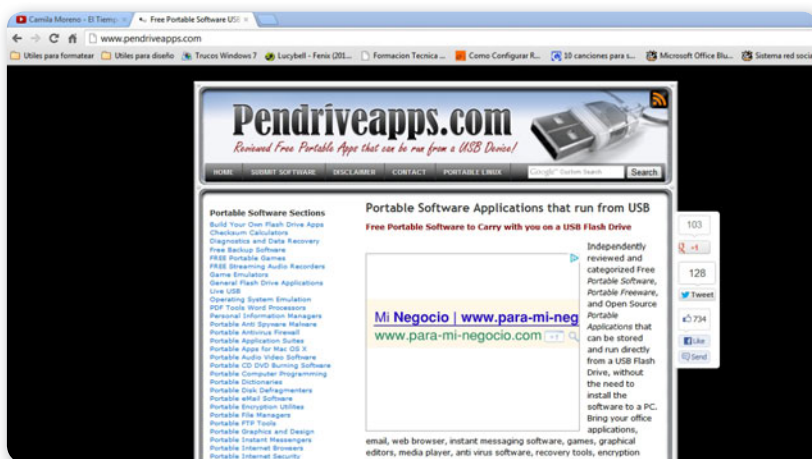 Camila Moreno - El Tiemp
Free Portable Software USB
www.pendriveapps.com
Utiles para formatear
Utiles para diseño
Trucos Windows 7
Lucybell - Fenix (201...
Formacion Tecnica ...
Como Configurar R...
10 canciones para s...
Microsoft Office Blu...
Sistema red socia
Pendriveapps.com
Reviewed Free Portable Apps that can be run from a USB Device!
HOME SUBMIT SOFTWARE DISCLAIMER CONTACT PORTABLE LINUX
Google™ Custom Search
Search
Portable Software Sections
Build Your Own Flash Drive Apps
Checksum Calculators
Diagnostics and Data Recovery
Free Backup Software
FREE Portable Games
FREE Streaming Audio Recorders
Game Emulators
General Flash Drive Applications
Live USB
Operating System Emulation
PDF Tools Word Processors
Personal Information Managers
Portable Anti Spyware Malware
Portable Antivirus Firewall
Portable Application Suites
Portable Apps for Mac OS X
Portable Audio Video Software
Portable CD DVD Burning Software
Portable Computer Programming
Portable Dictionaries
Portable Disk Defragmenters
Portable eMail Software
Portable Encryption Utilites
Portable File Managers
Portable FTP Tools
Portable Graphics and Design
Portable Instant Messengers
Portable Internet Browsers
Portable Internet Security
Portable Software Applications that run from USB
Free Portable Software to Carry with you on a USB Flash Drive
Mi Negocio | www.para-mi-neg
www.para-mi-negocio.com +1
Independently
reviewed and
categorized Free
Portable Software,
Portable Freeware,
and Open Source
Portable
Applications that
can be stored
and run directly
from a USB Flash
Drive, without
the need to
install the
software to a PC.
Bring your office
applications,
email, web browser, instant messaging software, games, graphical
editors, media player, anti virus software, recovery tools, encryption
103
+1
128
Tweet
734
Like
Send